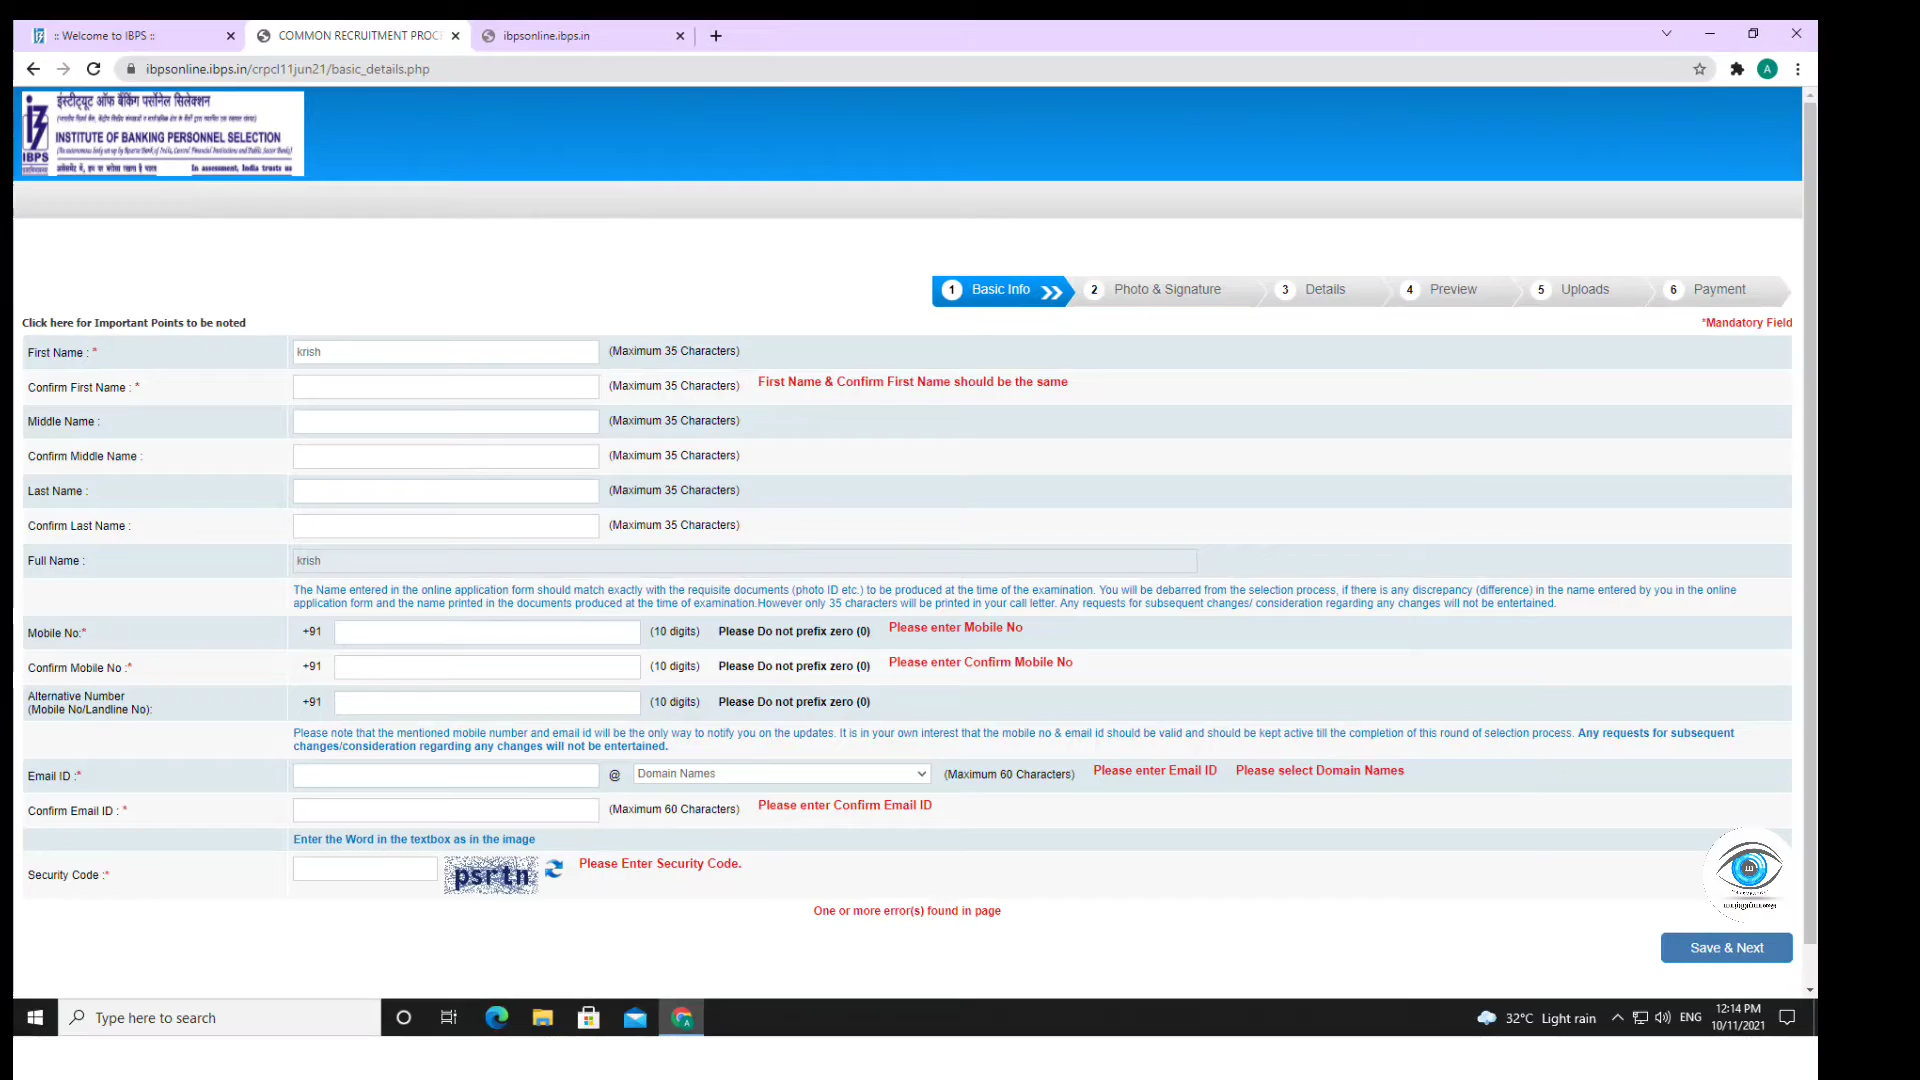 :: Welcome to IBPS ::
COMMON RECRUITMENT PROC
ibpsonline.ibps.in
ibpsonline.ibps.in/crpcl11jun21/basic_details.php
A
इंस्टीट्यूट ऑफ बैंकिंग पर्सोनेल सिलेक्शन
INSTITUTE OF BANKING PERSONNEL SELECTION
IBPS
In assessment, India trusts us
1 Basic Info
2 Photo & Signature
3 Details
4 Preview
5 Uploads
6 Payment
Click here for Important Points to be noted
*Mandatory Field
First Name : * krish (Maximum 35 Characters)
Confirm First Name : * (Maximum 35 Characters) First Name & Confirm First Name should be the same
Middle Name : (Maximum 35 Characters)
Confirm Middle Name : (Maximum 35 Characters)
Last Name : (Maximum 35 Characters)
Confirm Last Name : (Maximum 35 Characters)
Full Name : krish
The Name entered in the online application form should match exactly with the requisite documents (photo ID etc.) to be produced at the time of the examination. You will be debarred from the selection process, if there is any discrepancy (difference) in the name entered by you in the online
application form and the name printed in the documents produced at the time of examination.However only 35 characters will be printed in your call letter. Any requests for subsequent changes/ consideration regarding any changes will not be entertained.
Mobile No:* +91 (10 digits) Please Do not prefix zero (0) Please enter Mobile No
Confirm Mobile No :* +91 (10 digits) Please Do not prefix zero (0) Please enter Confirm Mobile No
Alternative Number
(Mobile No/Landline No): +91 (10 digits) Please Do not prefix zero (0)
Please note that the mentioned mobile number and email id will be the only way to notify you on the updates. It is in your own interest that the mobile no & email id should be valid and should be kept active till the completion of this round of selection process. Any requests for subsequent
changes/consideration regarding any changes will not be entertained.
Email ID :* @ Domain Names (Maximum 60 Characters) Please enter Email ID Please select Domain Names
Confirm Email ID : * (Maximum 60 Characters) Please enter Confirm Email ID
Enter the Word in the textbox as in the image
Security Code :* psrtn Please Enter Security Code.
One or more error(s) found in page
Save & Next
Type here to search
32°C Light rain
ENG
12:14 PM
10/11/2021